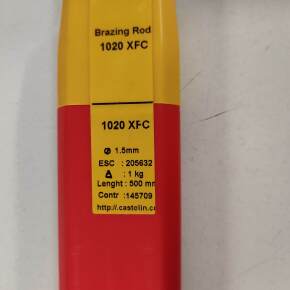 Brazing Rod
1020 XFC
1020 XFC
⌀ 1.5mm
ESC : 205632
Δ : 1 kg
Lenght : 500 mm
Contr : 145709
http://.castolin.c